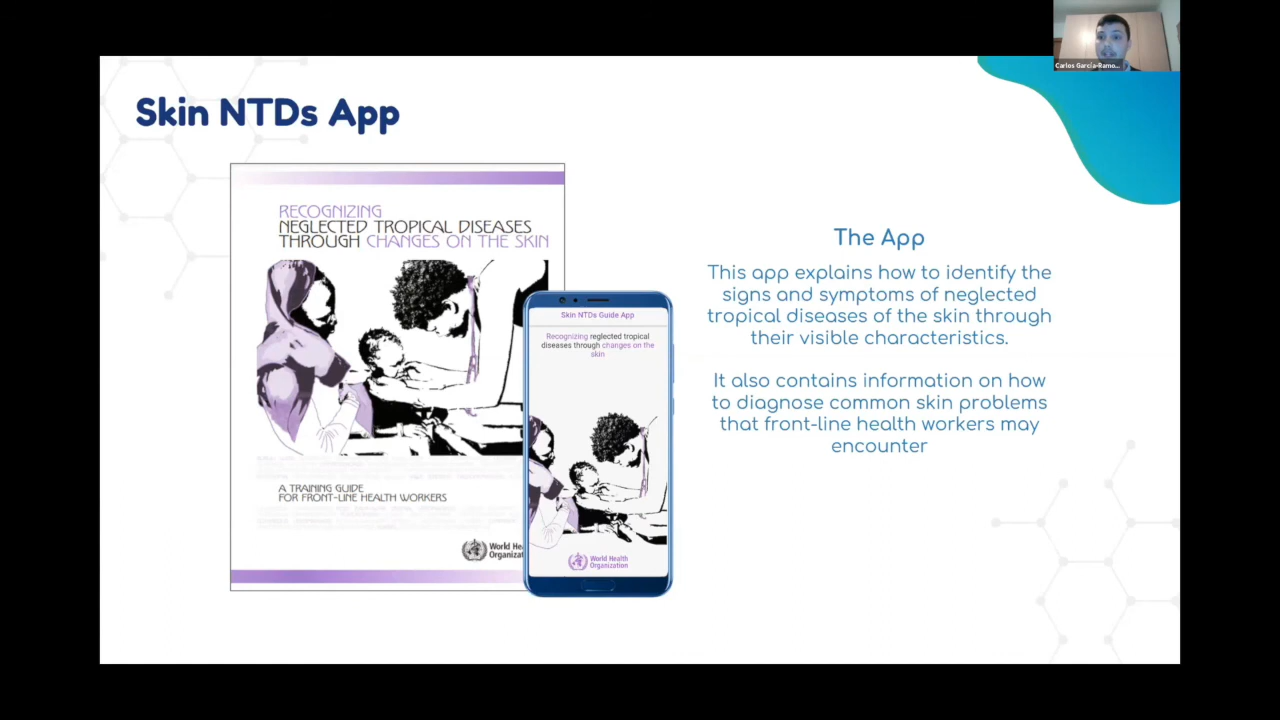 Carlos García-Ramo...
Skin NTDs App
RECOGNIZING
NEGLECTED TROPICAL DISEASES
THROUGH CHANGES ON THE SKIN
A TRAINING GUIDE
FOR FRONT-LINE HEALTH WORKERS
World
Skin NTDs Guide App
Recognizing neglected tropical
diseases through changes on the
skin
World Health
Organization
The App
This app explains how to identify the
signs and symptoms of neglected
tropical diseases of the skin through
their visible characteristics.
It also contains information on how
to diagnose common skin problems
that front-line health workers may
encounter